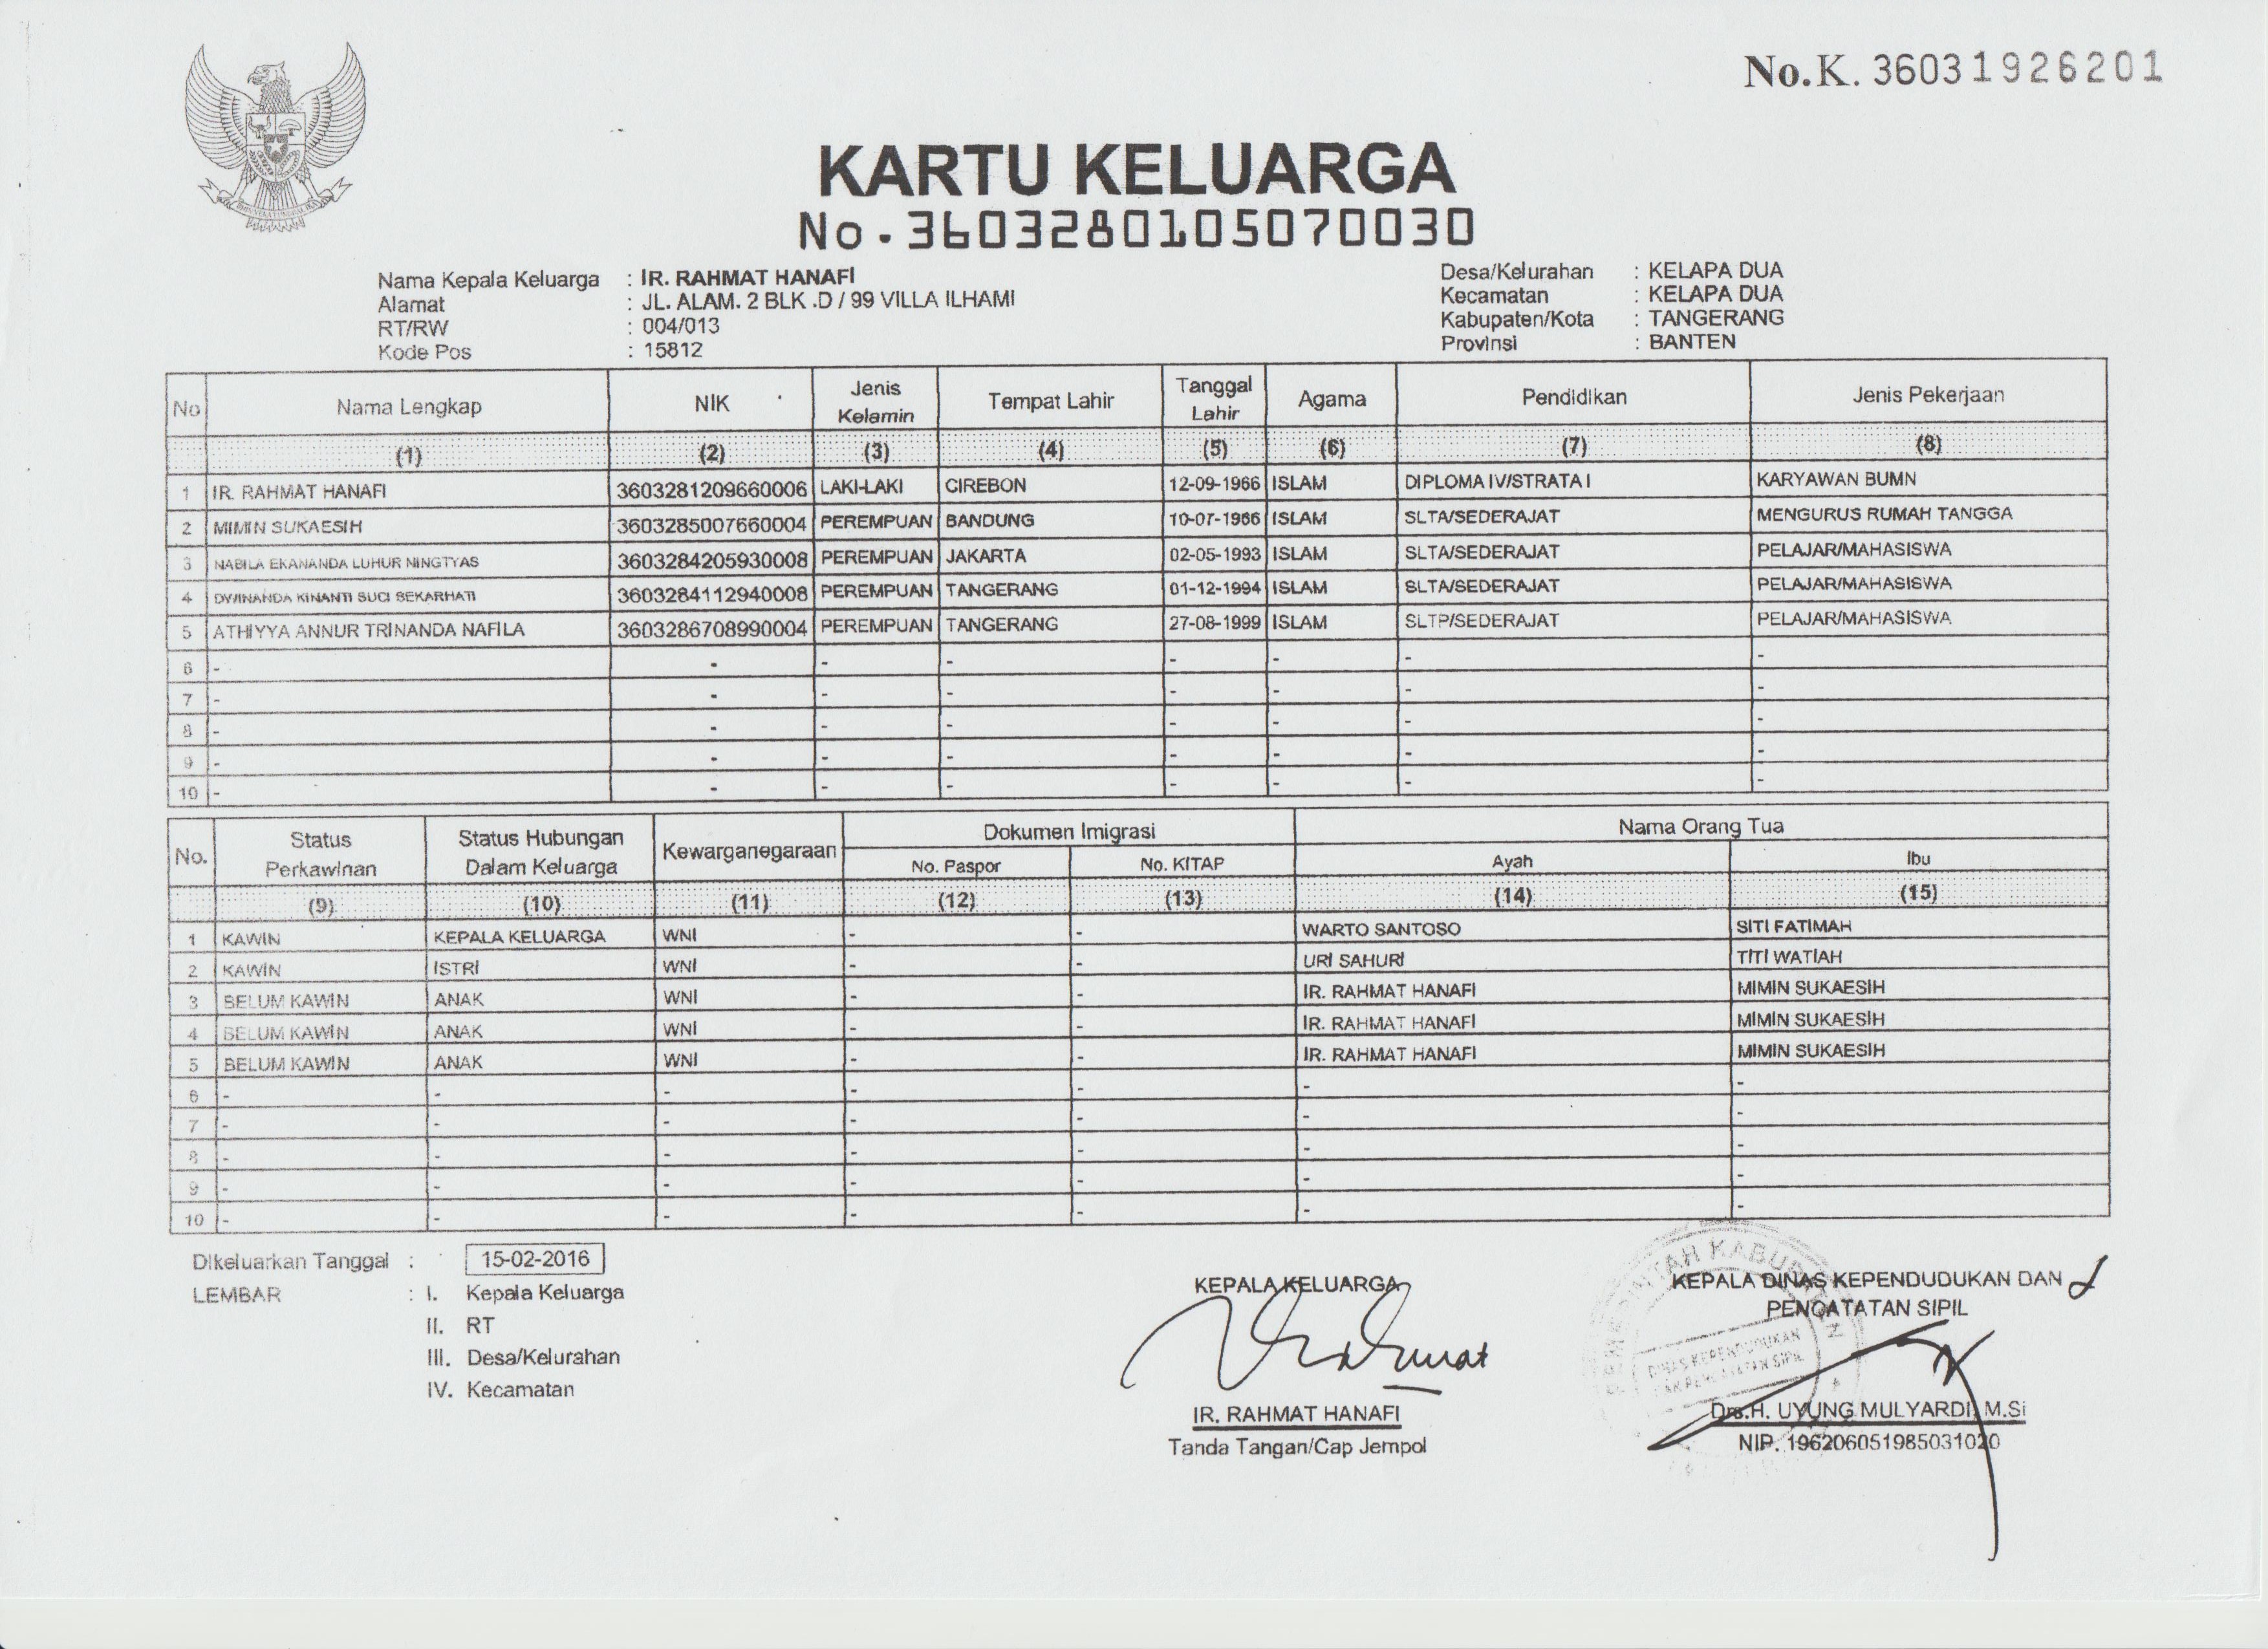 No.K. 36031926201
KARTU KELUARGA
No.3603280105070030
Nama Kepala Keluarga : IR. RAHMAT HANAFI
Alamat : JL. ALAM. 2 BLK .D / 99 VILLA ILHAMI
RT/RW : 004/013
Kode Pos : 15812
Desa/Kelurahan : KELAPA DUA
Kecamatan : KELAPA DUA
Kabupaten/Kota : TANGERANG
Provinsi : BANTEN
No Nama Lengkap NIK Jenis Kelamin Tempat Lahir Tanggal Lahir Agama Pendidikan Jenis Pekerjaan
(1) (2) (3) (4) (5) (6) (7) (8)
1 IR. RAHMAT HANAFI 3603281209660006 LAKI-LAKI CIREBON 12-09-1966 ISLAM DIPLOMA IV/STRATA I KARYAWAN BUMN
2 MIMIN SUKAESIH 3603285007660004 PEREMPUAN BANDUNG 10-07-1966 ISLAM SLTA/SEDERAJAT MENGURUS RUMAH TANGGA
3 NABILA EKANANDA LUHUR NINGTYAS 3603284205930008 PEREMPUAN JAKARTA 02-05-1993 ISLAM SLTA/SEDERAJAT PELAJAR/MAHASISWA
4 DWINANDA KINANTI SUCI SEKARHATI 3603284112940008 PEREMPUAN TANGERANG 01-12-1994 ISLAM SLTA/SEDERAJAT PELAJAR/MAHASISWA
5 ATHIYYA ANNUR TRINANDA NAFILA 3603286708990004 PEREMPUAN TANGERANG 27-08-1999 ISLAM SLTP/SEDERAJAT PELAJAR/MAHASISWA
6 - - - - - - - -
7 - - - - - - - -
8 - - - - - - - -
9 - - - - - - - -
10 - - - - - - - -
No. Status Perkawinan Status Hubungan Dalam Keluarga Kewarganegaraan Dokumen Imigrasi Nama Orang Tua
No. Paspor No. KITAP Ayah Ibu
(9) (10) (11) (12) (13) (14) (15)
1 KAWIN KEPALA KELUARGA WNI - - WARTO SANTOSO SITI FATIMAH
2 KAWIN ISTRI WNI - - URI SAHURI TITI WATIAH
3 BELUM KAWIN ANAK WNI - - IR. RAHMAT HANAFI MIMIN SUKAESIH
4 BELUM KAWIN ANAK WNI - - IR. RAHMAT HANAFI MIMIN SUKAESIH
5 BELUM KAWIN ANAK WNI - - IR. RAHMAT HANAFI MIMIN SUKAESIH
6 - - - - - - -
7 - - - - - - -
8 - - - - - - -
9 - - - - - - -
10 - - - - - - -
Dikeluarkan Tanggal : 15-02-2016
LEMBAR : I. Kepala Keluarga
II. RT
III. Desa/Kelurahan
IV. Kecamatan
KEPALA KELUARGA
Rahmat
IR. RAHMAT HANAFI
Tanda Tangan/Cap Jempol
KEPALA DINAS KEPENDUDUKAN DAN
PENCATATAN SIPIL
PEMERINTAH KABUPATEN
DINAS KEPENDUDUKAN
DAN PENCATATAN SIPIL
Drs.H. UYUNG MULYARDI, M.Si
NIP. 196206051985031020